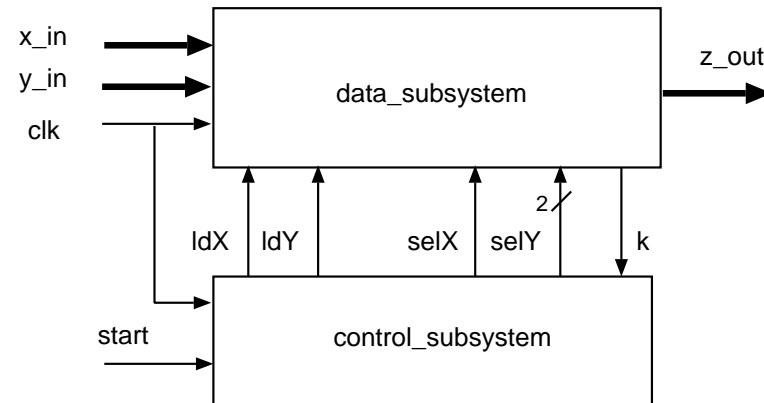 x_in
y_in
clk
data_subsystem
z_out
2
ldX ldY selX selY k
start
control_subsystem